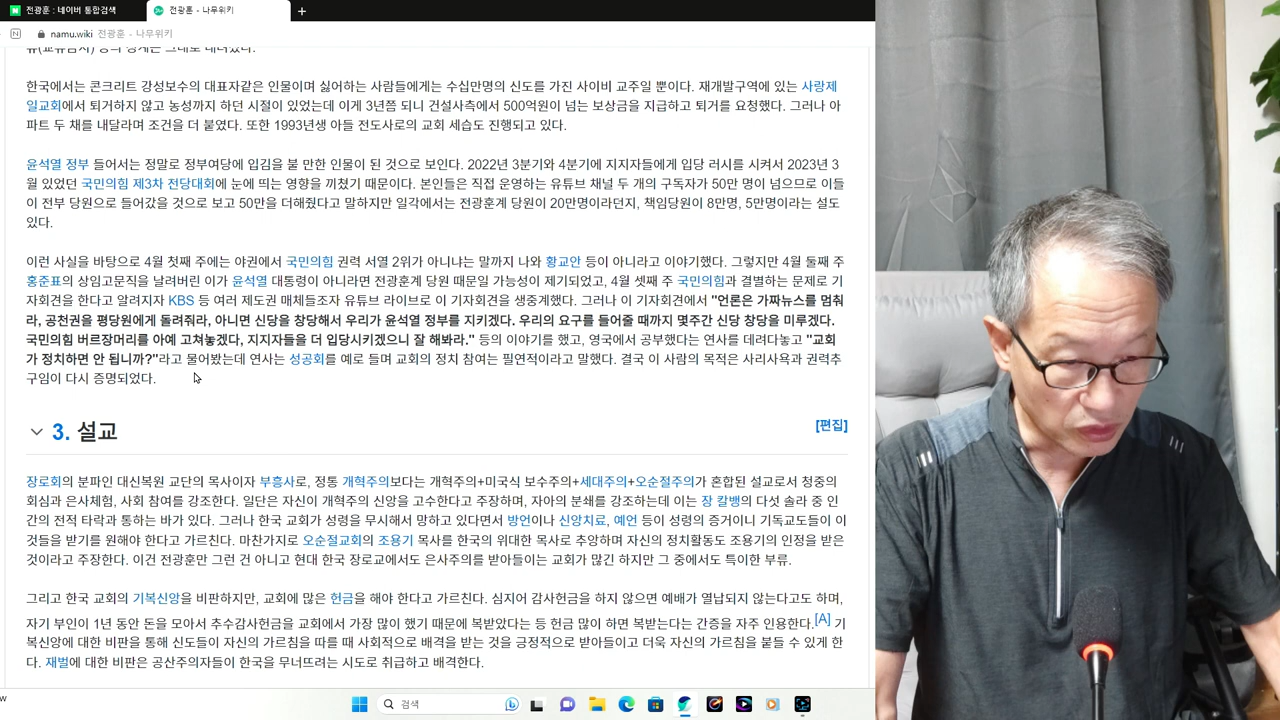 전광훈 : 네이버 통합검색
전광훈 - 나무위키
namu.wiki 전광훈 - 나무위키
한국에서는 콘크리트 강성보수의 대표자같은 인물이며 싫어하는 사람들에게는 수십만명의 신도를 가진 사이비 교주일 뿐이다. 재개발구역에 있는 사랑제
일교회에서 퇴거하지 않고 농성까지 하던 시절이 있었는데 이게 3년쯤 되니 건설사측에서 500억원이 넘는 보상금을 지급하고 퇴거를 요청했다. 그러나 아
파트 두 채를 내달라며 조건을 더 붙였다. 또한 1993년생 아들 전도사로의 교회 세습도 진행되고 있다.
윤석열 정부 들어서는 정말로 정부여당에 입김을 불 만한 인물이 된 것으로 보인다. 2022년 3분기와 4분기에 지지자들에게 입당 러시를 시켜서 2023년 3
월 있었던 국민의힘 제3차 전당대회에 눈에 띄는 영향을 끼쳤기 때문이다. 본인들은 직접 운영하는 유튜브 채널 두 개의 구독자가 50만 명이 넘으므로 이들
이 전부 당원으로 들어갔을 것으로 보고 50만을 더해줬다고 말하지만 일각에서는 전광훈계 당원이 20만명이라던지, 책임당원이 8만명, 5만명이라는 설도
있다.
이런 사실을 바탕으로 4월 첫째 주에는 야권에서 국민의힘 권력 서열 2위가 아니냐는 말까지 나와 황교안 등이 아니라고 이야기했다. 그렇지만 4월 둘째 주
홍준표의 상임고문직을 날려버린 이가 윤석열 대통령이 아니라면 전광훈계 당원 때문일 가능성이 제기되었고, 4월 셋째 주 국민의힘과 결별하는 문제로 기
자회견을 한다고 알려지자 KBS 등 여러 제도권 매체들조차 유튜브 라이브로 이 기자회견을 생중계했다. 그러나 이 기자회견에서 "언론은 가짜뉴스를 멈춰
라, 공천권을 평당원에게 돌려줘라, 아니면 신당을 창당해서 우리가 윤석열 정부를 지키겠다. 우리의 요구를 들어줄 때까지 몇주간 신당 창당을 미루겠다.
국민의힘 버르장머리를 아예 고쳐놓겠다, 지지자들을 더 입당시키겠으니 잘 해봐라." 등의 이야기를 했고, 영국에서 공부했다는 연사를 데려다놓고 "교회
가 정치하면 안 됩니까?"라고 물어봤는데 연사는 성공회를 예로 들며 교회의 정치 참여는 필연적이라고 말했다. 결국 이 사람의 목적은 사리사욕과 권력추
구임이 다시 증명되었다.
3. 설교
[편집]
장로회의 분파인 대신복원 교단의 목사이자 부흥사로, 정통 개혁주의보다는 개혁주의+미국식 보수주의+세대주의+오순절주의가 혼합된 설교로서 청중의
회심과 은사체험, 사회 참여를 강조한다. 일단은 자신이 개혁주의 신앙을 고수한다고 주장하며, 자아의 분쇄를 강조하는데 이는 장 칼뱅의 다섯 솔라 중 인
간의 전적 타락과 통하는 바가 있다. 그러나 한국 교회가 성령을 무시해서 망하고 있다면서 방언이나 신앙치료, 예언 등이 성령의 증거이니 기독교도들이 이
것들을 받기를 원해야 한다고 가르친다. 마찬가지로 오순절교회의 조용기 목사를 한국의 위대한 목사로 추앙하며 자신의 정치활동도 조용기의 인정을 받은
것이라고 주장한다. 이건 전광훈만 그런 건 아니고 현대 한국 장로교에서도 은사주의를 받아들이는 교회가 많긴 하지만 그 중에서도 특이한 부류.
그리고 한국 교회의 기복신앙을 비판하지만, 교회에 많은 헌금을 해야 한다고 가르친다. 심지어 감사헌금을 하지 않으면 예배가 열납되지 않는다고도 하며,
자기 부인이 1년 동안 돈을 모아서 추수감사헌금을 교회에서 가장 많이 했기 때문에 복받았다는 등 헌금 많이 하면 복받는다는 간증을 자주 인용한다.[A] 기
복신앙에 대한 비판을 통해 신도들이 자신의 가르침을 따를 때 사회적으로 배격을 받는 것을 긍정적으로 받아들이고 더욱 자신의 가르침을 붙들 수 있게 한
다. 재벌에 대한 비판은 공산주의자들이 한국을 무너뜨려는 시도로 취급하고 배격한다.
w
검색